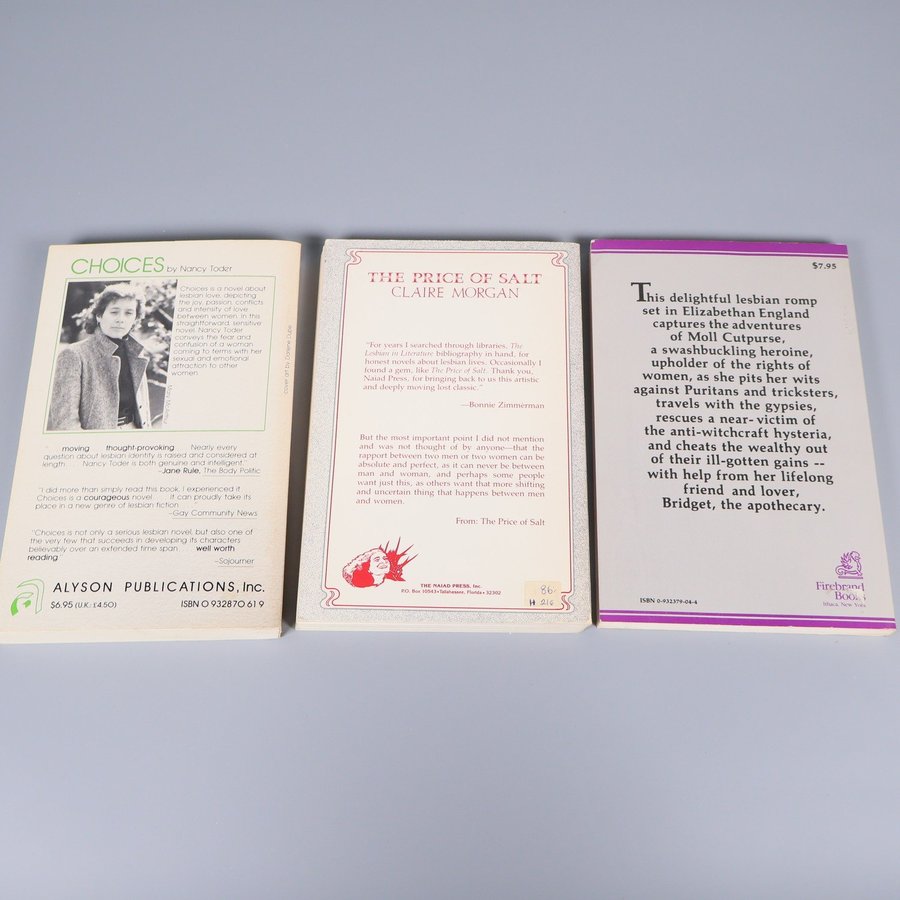 CHOICES by Nancy Toder
Choices is a novel about
lesbian love, depicting
the joy, passion, conflicts
and intensity of love
between women. In this
straightforward, sensitive
novel, Nancy Toder
conveys the fear and
confusion of a woman
coming to terms with her
sexual and emotional
attraction to other
women.
cover art by
moving thought-provoking Nearly every
question about lesbian identity is raised and considered at
length Nancy Toder is both genuine and intelligent."
–Jane Rule, The Body Politic
"I did more than simply read this book, I experienced it
Choices is a courageous novel It can proudly take its
place in a new genre of lesbian fiction
–Gay Community News
"Choices is not only a serious lesbian novel, but also one of
the very few that succeeds in developing its characters
believably over an extended time span well worth
reading."
–Sojourner
ALYSON PUBLICATIONS, Inc.
$6.95 (U.K: £4.50) ISBN 0 932870 61 9
THE PRICE OF SALT
CLAIRE MORGAN
"For years I searched through libraries, The
Lesbian in Literature bibliography in hand, for
honest novels about lesbian lives. Occasionally I
found a gem, like The Price of Salt. Thank you,
Naiad Press, for bringing back to us this artistic
and deeply moving lost classic."
—Bonnie Zimmerman
But the most important point I did not mention
and was not thought of by anyone—that the
rapport between two men or two women can be
absolute and perfect, as it can never be between
man and woman, and perhaps some people
want just this, as others want that more shifting
and uncertain thing that happens between men
and women.
From: The Price of Salt
THE NAIAD PRESS, Inc.
P.O. Box 10543•Tallahassee, Florida•32302
86,
H. 216
$7.95
This delightful lesbian romp
set in Elizabethan England
captures the adventures
of Moll Cutpurse,
a swashbuckling heroine,
upholder of the rights of
women, as she pits her wits
against Puritans and tricksters,
travels with the gypsies,
rescues a near- victim of
the anti-witchcraft hysteria,
and cheats the wealthy out
of their ill-gotten gains --
with help from her lifelong
friend and lover,
Bridget, the apothecary.
Firebrand
Books
Ithaca, New York
ISBN 0-932379-04-4